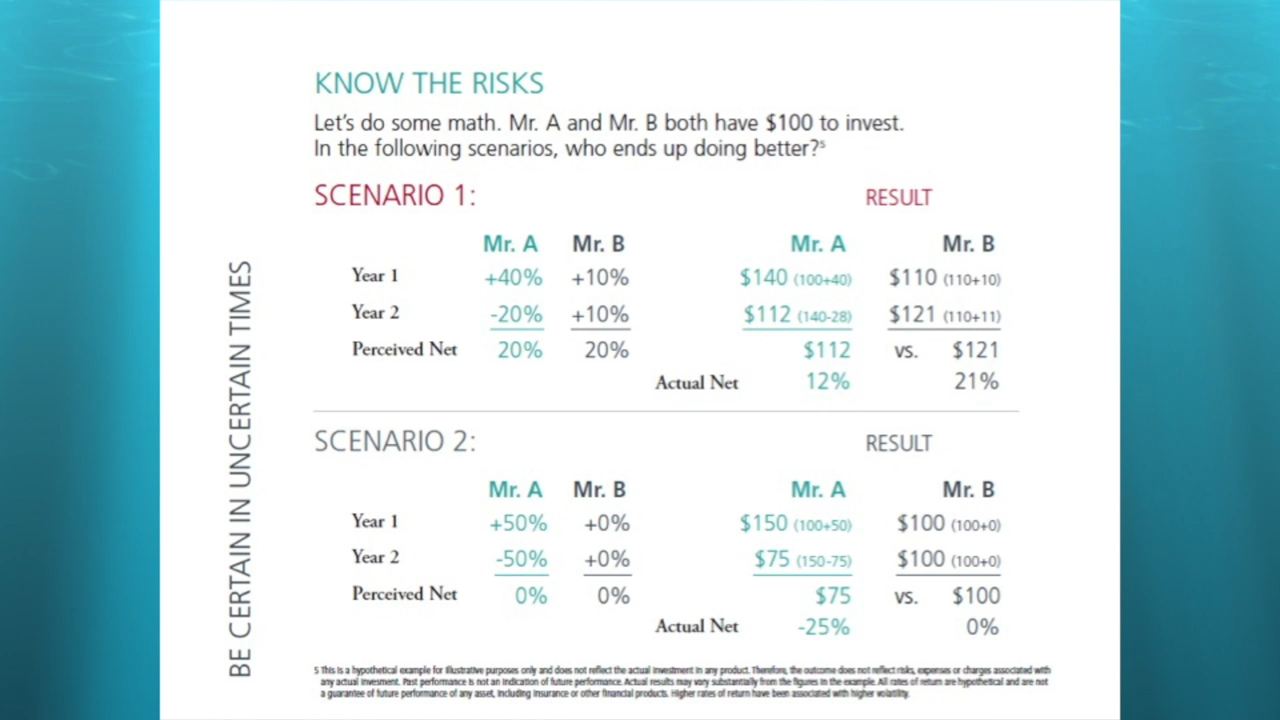 KNOW THE RISKS
Let's do some math. Mr. A and Mr. B both have $100 to invest.
In the following scenarios, who ends up doing better?5
SCENARIO 1: RESULT
Mr. A Mr. B Mr. A Mr. B
Year 1 +40% +10% $140 (100+40) $110 (110+10)
Year 2 -20% +10% $112 (140-28) $121 (110+11)
Perceived Net 20% 20% $112 vs. $121
Actual Net 12% 21%
SCENARIO 2: RESULT
Mr. A Mr. B Mr. A Mr. B
Year 1 +50% +0% $150 (100+50) $100 (100+0)
Year 2 -50% +0% $75 (150-75) $100 (100+0)
Perceived Net 0% 0% $75 vs. $100
Actual Net -25% 0%
5 This is a hypothetical example for illustrative purposes only and does not reflect the actual investment in any product. Therefore, the outcome does not reflect risks, expenses or charges associated with
any actual invesment. Past performance is not an indication of future performance. Actual results may vary substantially from the figures in the example. All rates of return are hypothetical and are not
a guarantee of future performance of any asset, including insurance or other financial products. Higher rates of return have been associated with higher volatility.
BE CERTAIN IN UNCERTAIN TIMES